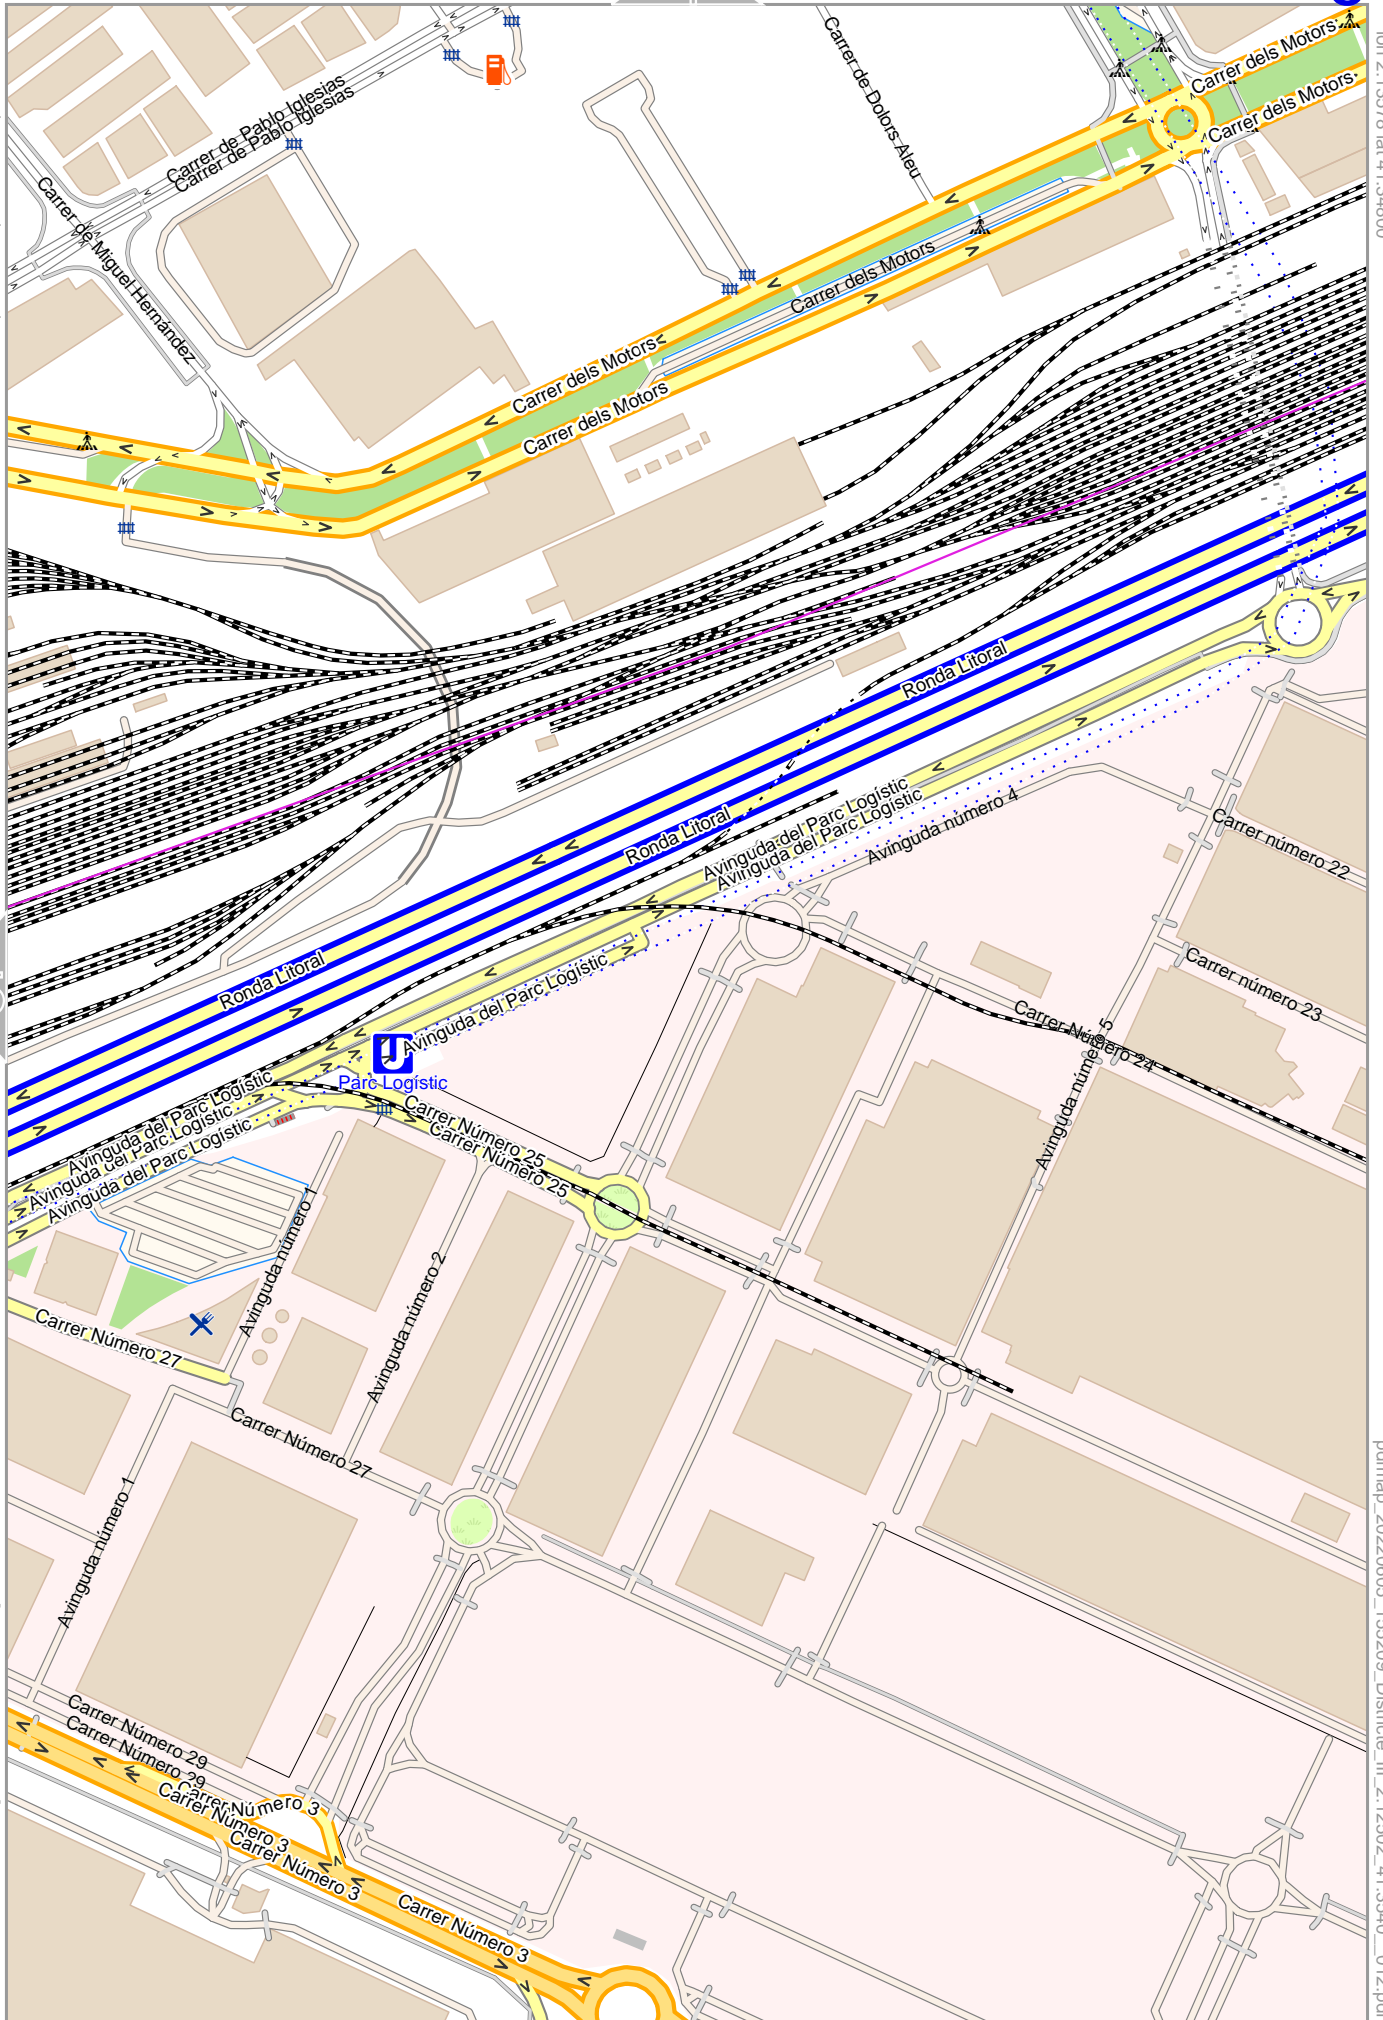 Carrer dels Motors
Carrer dels Motors
Carrer de Dolors Aleu
Carrer de Pablo Iglesias
Carrer de Pablo Iglesias
Carrer de Miguel Hernández
Carrer dels Motors
Carrer dels Motors
Carrer dels Motors
Ronda Litoral
Ronda Litoral
Ronda Litoral
Avinguda del Parc Logístic
Avinguda del Parc Logístic
Avinguda número 4
Carrer número 22
Carrer número 23
Carrer Número 24
Avinguda número 5
Avinguda del Parc Logístic
Parc Logístic
Carrer Número 25
Carrer Número 25
Avinguda del Parc Logístic
Avinguda del Parc Logístic
Avinguda del Parc Logístic
Avinguda número 1
Avinguda número 2
Carrer Número 27
Carrer Número 27
Avinguda número 1
Carrer Número 29
Carrer Número 29
Carrer Número 3
Carrer Número 3
Carrer Número 3
Carrer Número 3